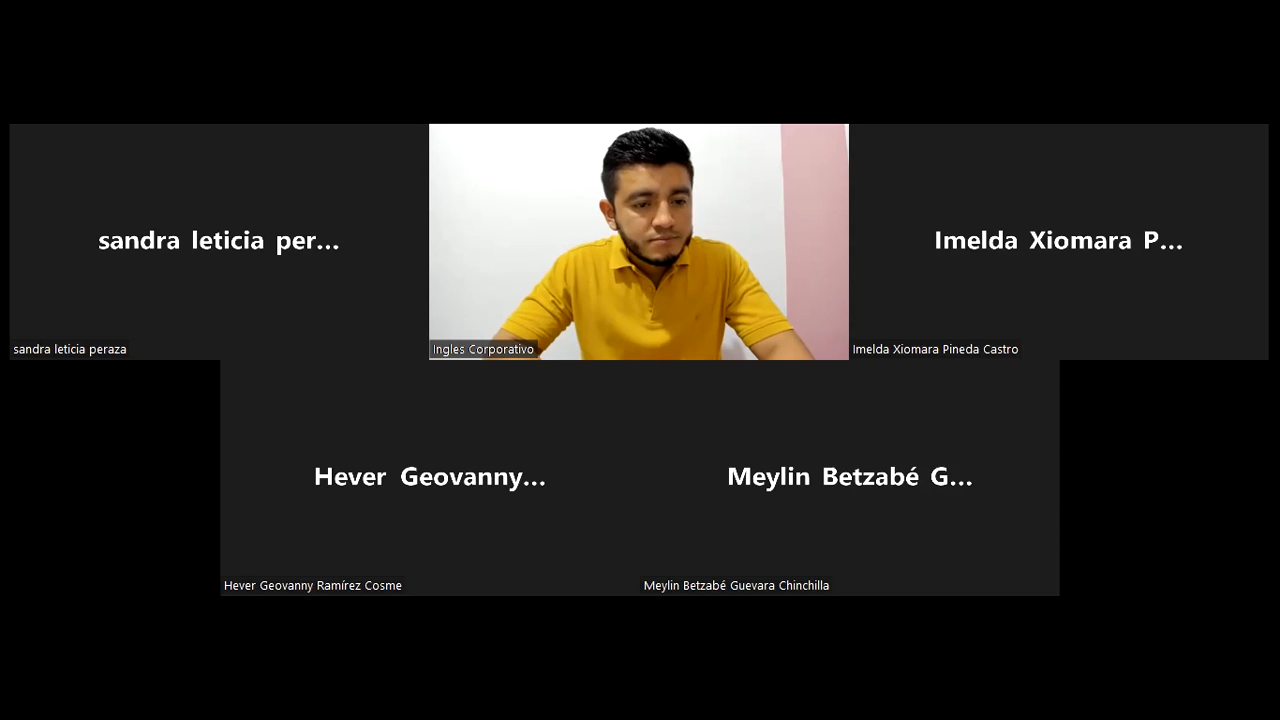 sandra leticia per...
sandra leticia peraza
Ingles Corporativo
Imelda Xiomara P...
Imelda Xiomara Pineda Castro
Hever Geovanny...
Hever Geovanny Ramírez Cosme
Meylin Betzabé G...
Meylin Betzabé Guevara Chinchilla